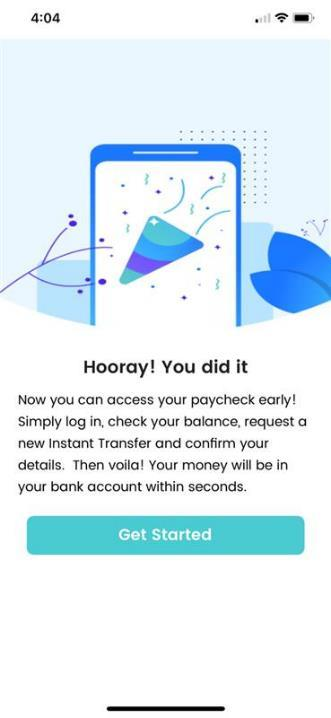 4:04
Hooray! You did it
Now you can access your paycheck early!
Simply log in, check your balance, request a
new Instant Transfer and confirm your
details.  Then voila! Your money will be in
your bank account within seconds.
Get Started